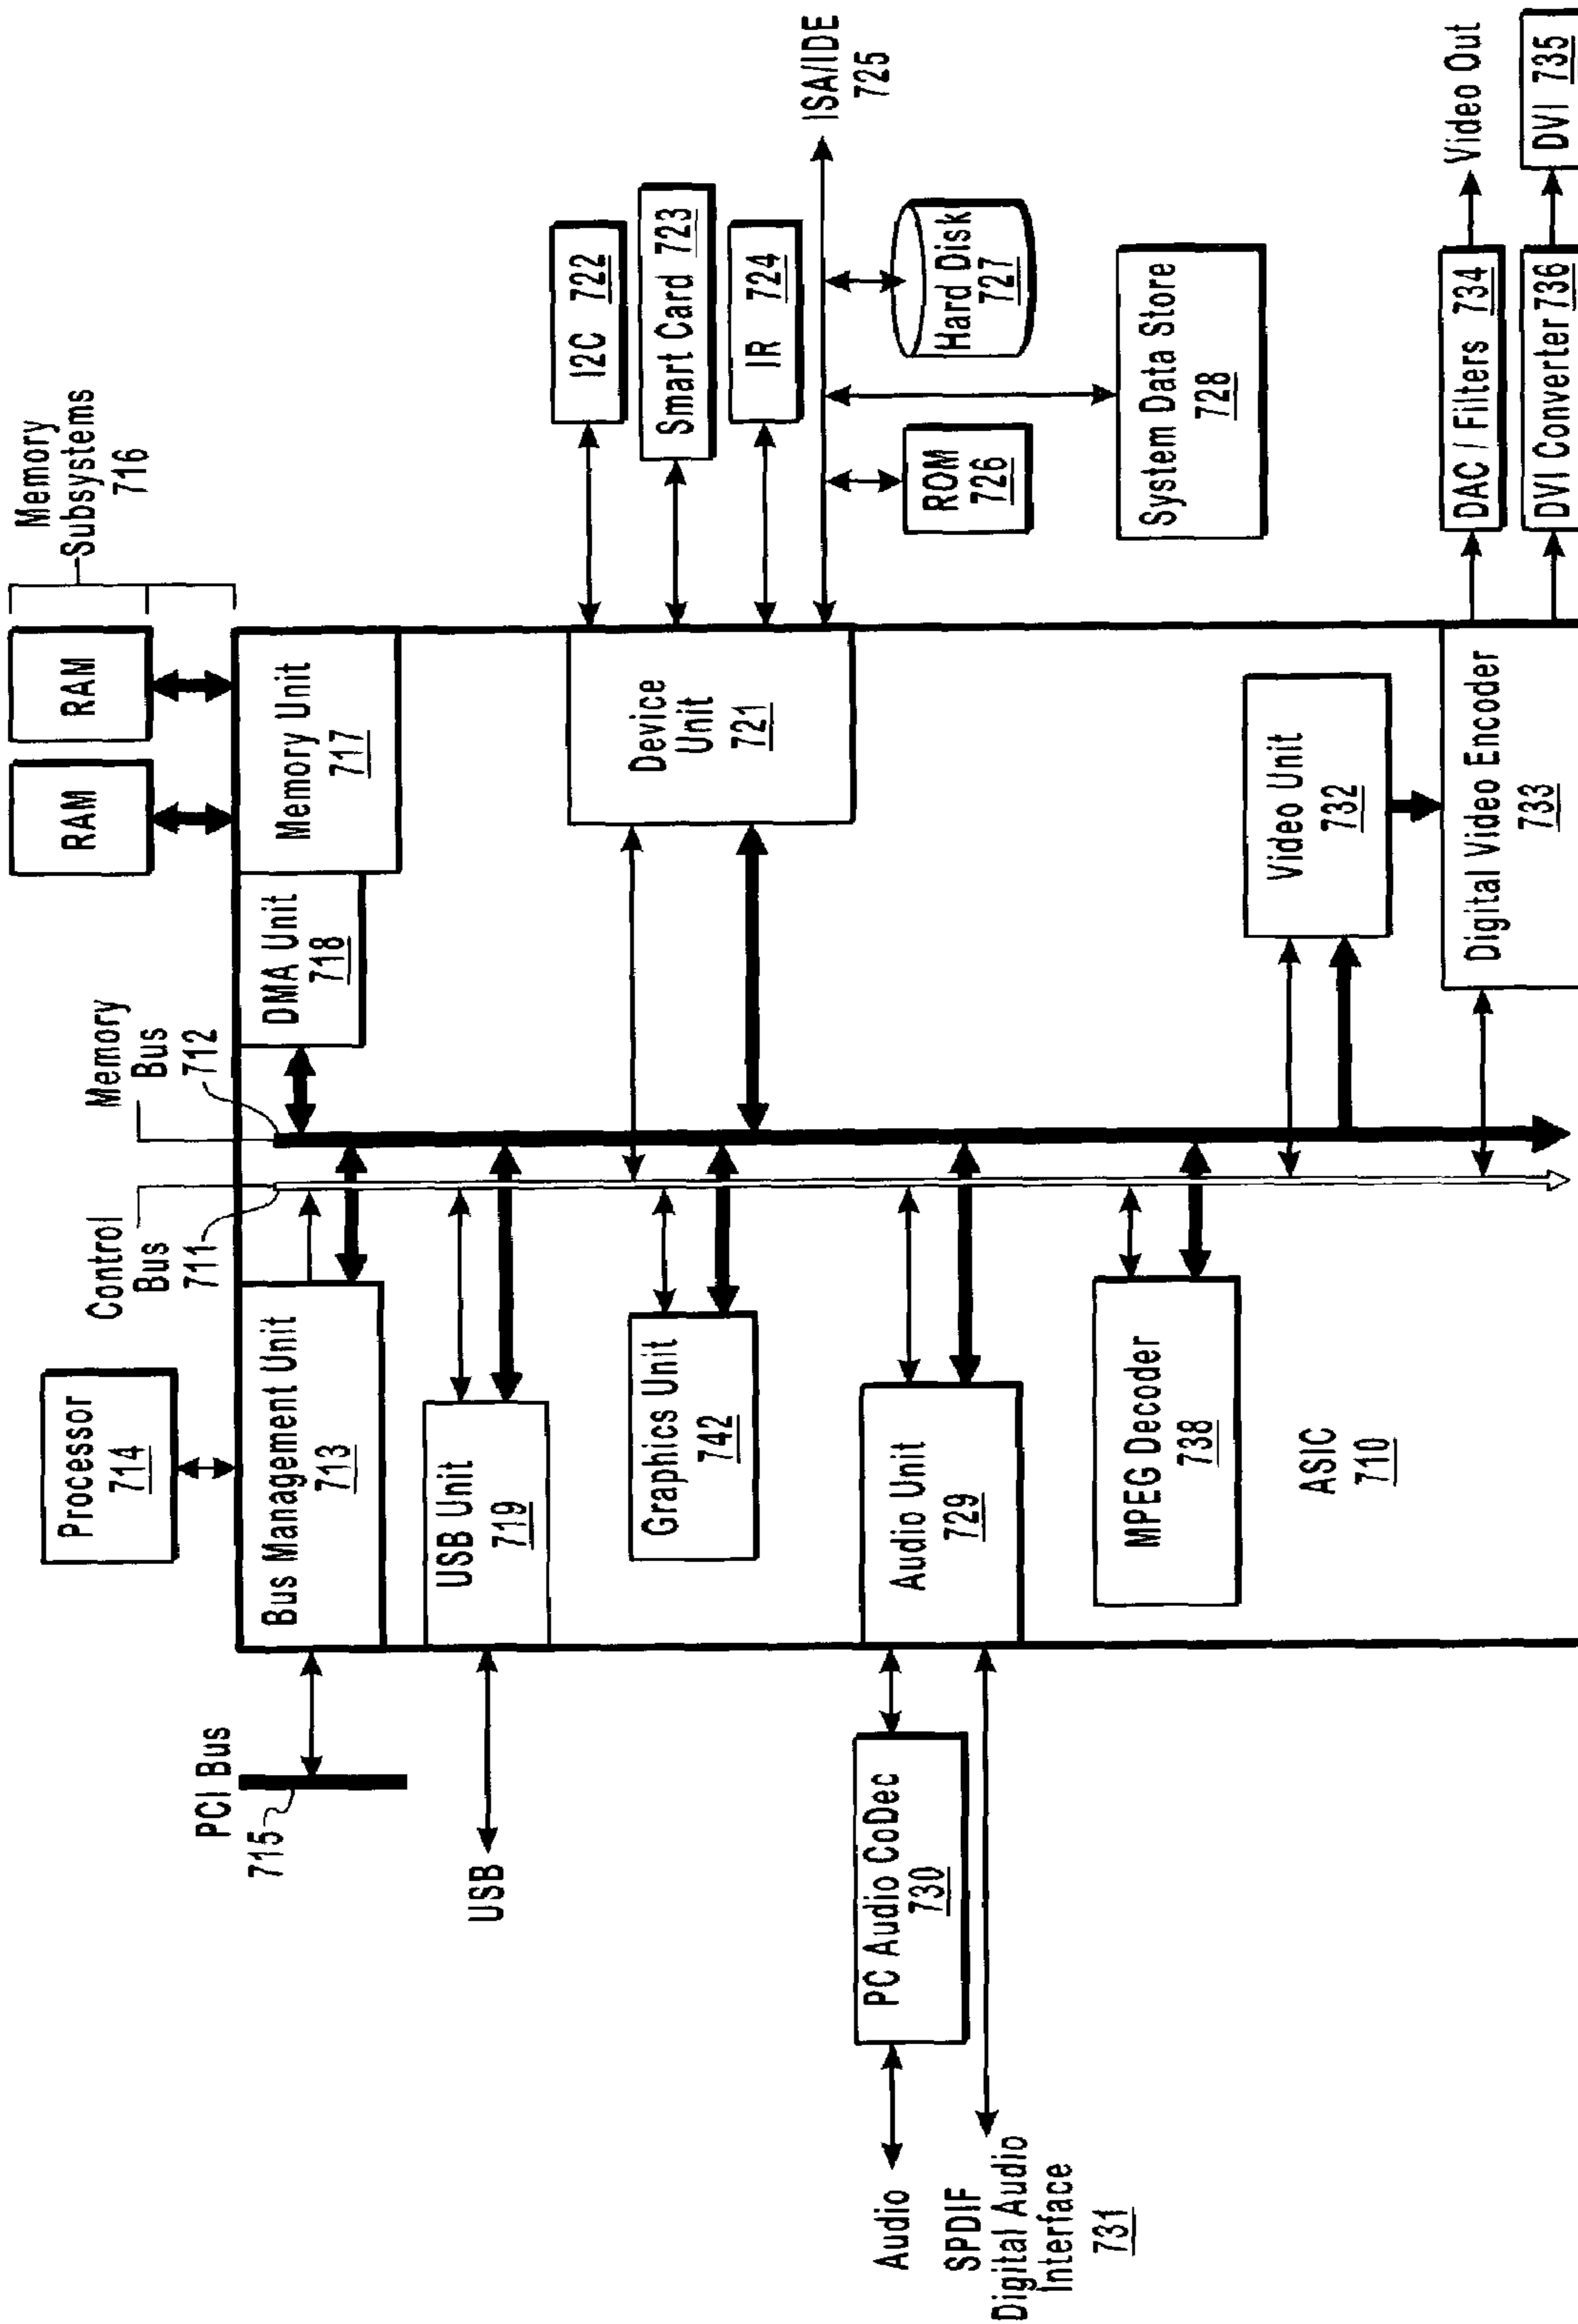 Memory
Subsystems
716
RAM
RAM
Processor
714
Control
Bus
711
Memory
Bus
712
PCI Bus
715
Bus Management Unit
713
DMA Unit
718
Memory Unit
717
USB
USB Unit
719
Graphics Unit
742
Device
Unit
721
I2C 722
Smart Card 723
IR 724
ISA/IDE
725
ROM
726
Hard Disk
727
System Data Store
728
Audio
PC Audio CoDec
730
SPDIF
Digital Audio
Interface
731
Audio Unit
729
MPEG Decoder
738
ASIC
710
Video Unit
732
Digital Video Encoder
733
DAC / Filters 734
Video Out
DVI Converter 736
DVI 735